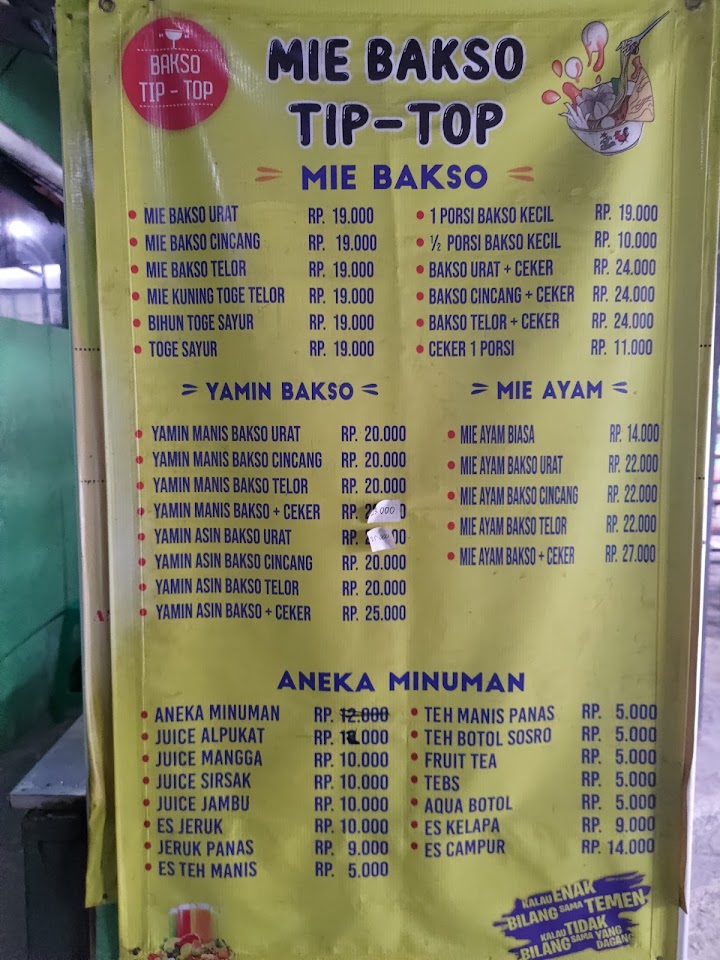 BAKSO
TIP - TOP
MIE BAKSO
TIP-TOP
MIE BAKSO
MIE BAKSO URAT RP. 19.000
MIE BAKSO CINCANG RP. 19.000
MIE BAKSO TELOR RP. 19.000
MIE KUNING TOGE TELOR RP. 19.000
BIHUN TOGE SAYUR RP. 19.000
TOGE SAYUR RP. 19.000
1 PORSI BAKSO KECIL RP. 19.000
½ PORSI BAKSO KECIL RP. 10.000
BAKSO URAT + CEKER RP. 24.000
BAKSO CINCANG + CEKER RP. 24.000
BAKSO TELOR + CEKER RP. 24.000
CEKER 1 PORSI RP. 11.000
YAMIN BAKSO
YAMIN MANIS BAKSO URAT RP. 20.000
YAMIN MANIS BAKSO CINCANG RP. 20.000
YAMIN MANIS BAKSO TELOR RP. 20.000
YAMIN MANIS BAKSO + CEKER RP.
YAMIN ASIN BAKSO URAT RP.
YAMIN ASIN BAKSO CINCANG RP. 20.000
YAMIN ASIN BAKSO TELOR RP. 20.000
YAMIN ASIN BAKSO + CEKER RP. 25.000
MIE AYAM
MIE AYAM BIASA RP. 14.000
MIE AYAM BAKSO URAT RP. 22.000
MIE AYAM BAKSO CINCANG RP. 22.000
MIE AYAM BAKSO TELOR RP. 22.000
MIE AYAM BAKSO + CEKER RP. 27.000
ANEKA MINUMAN
ANEKA MINUMAN RP. 12.000
JUICE ALPUKAT RP.
JUICE MANGGA RP. 10.000
JUICE SIRSAK RP. 10.000
JUICE JAMBU RP. 10.000
ES JERUK RP. 10.000
JERUK PANAS RP. 9.000
ES TEH MANIS RP. 5.000
TEH MANIS PANAS RP. 5.000
TEH BOTOL SOSRO RP. 5.000
FRUIT TEA RP. 5.000
TEBS RP. 5.000
AQUA BOTOL RP. 5.000
ES KELAPA RP. 9.000
ES CAMPUR RP. 14.000
KALAU ENAK
BILANG SAMA TEMEN
KALAU TIDAK
BILANG SAMA YANG
DAGANG